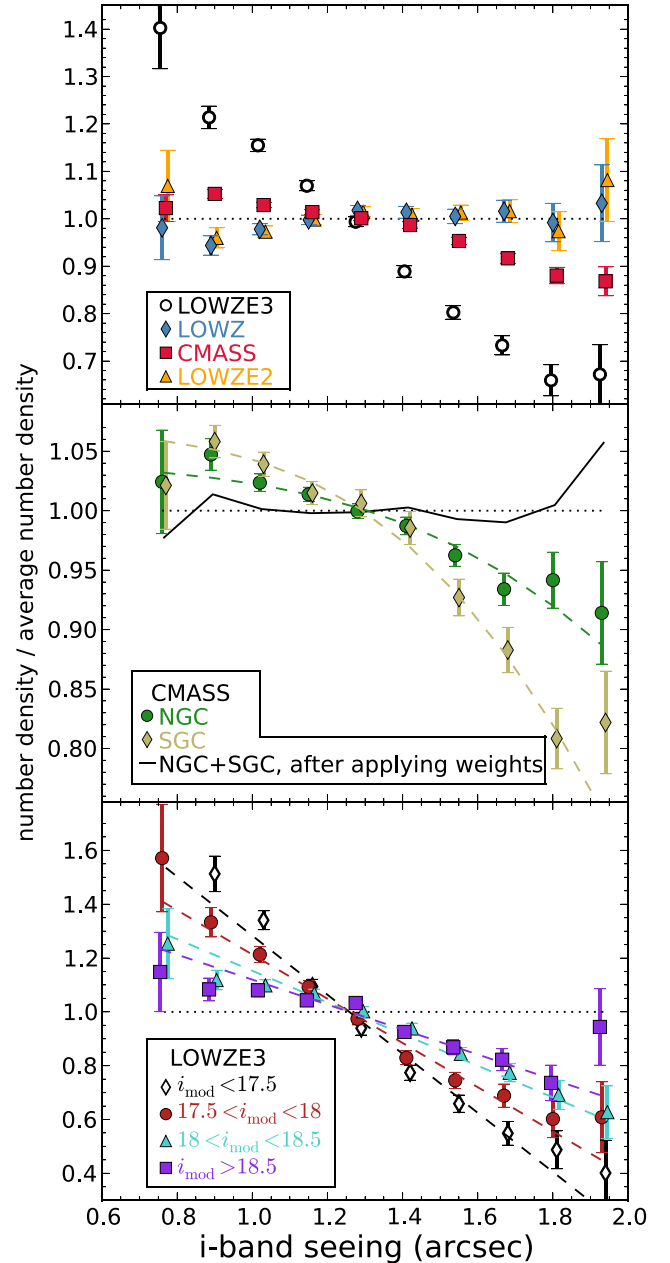 number density / average number density
1.4
1.3
1.2
1.1
1.0
0.9
0.8
0.7
LOWZE3
LOWZ
CMASS
LOWZE2
1.05
1.00
0.95
0.90
0.85
0.80
CMASS
NGC
SGC
NGC+SGC, after applying weights
1.6
1.4
1.2
1.0
0.8
0.6
0.4
LOWZE3
i_mod <17.5
17.5 <i_mod <18
18 <i_mod <18.5
i_mod >18.5
0.6 0.8 1.0 1.2 1.4 1.6 1.8 2.0
i-band seeing (arcsec)